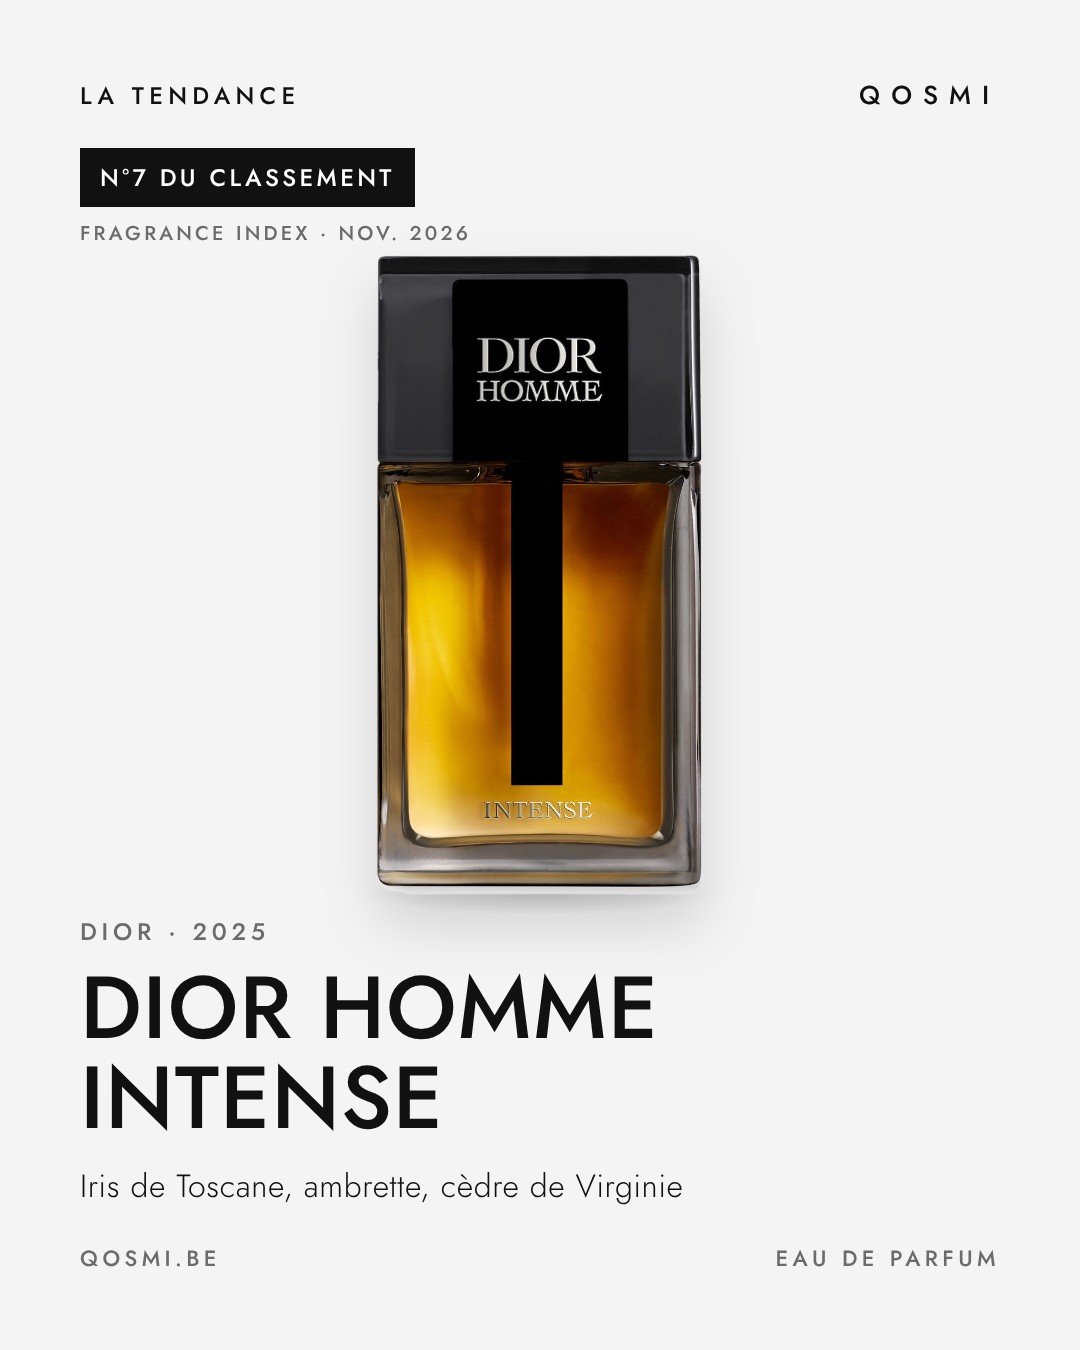 LA TENDANCE
QOSMI
N°7 DU CLASSEMENT
FRAGRANCE INDEX · NOV. 2026
DIOR
HOMME
INTENSE
DIOR · 2025
DIOR HOMME
INTENSE
Iris de Toscane, ambrette, cèdre de Virginie
QOSMI.BE
EAU DE PARFUM